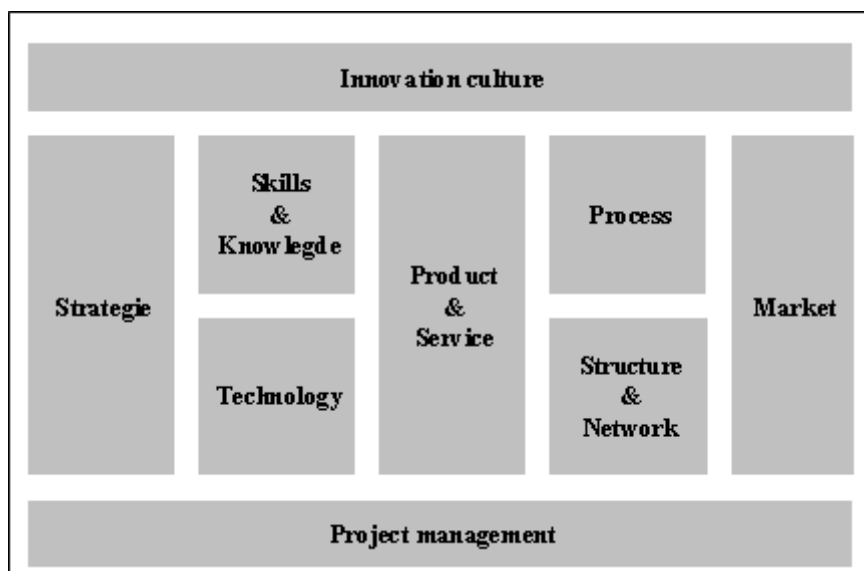 Innovation culture
Strategie
Skills
&
Knowlegde
Technology
Product
&
Service
Process
Structure
&
Network
Market
Project management